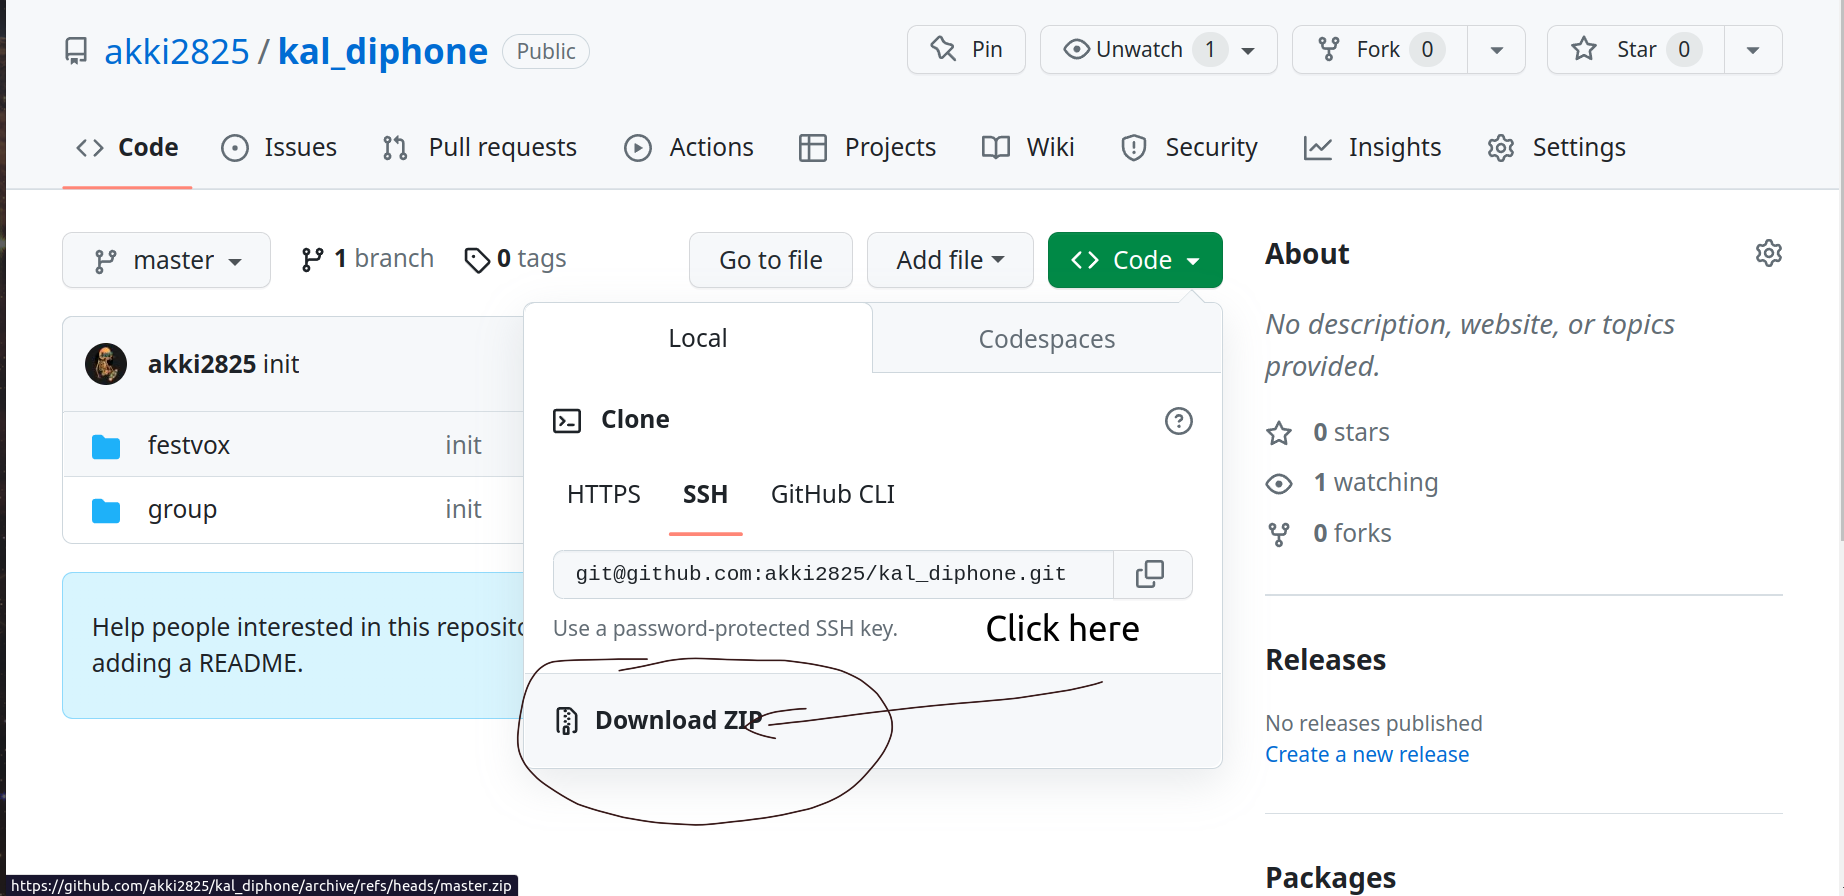 akki2825 / kal_diphone Public Pin Unwatch 1 Fork 0 Star 0
Code Issues Pull requests Actions Projects Wiki Security Insights Settings
master 1 branch 0 tags Go to file Add file Code
akki2825 init
festvox init
group init
Help people interested in this reposito
adding a README.
Local Codespaces
Clone
HTTPS SSH GitHub CLI
git@github.com:akki2825/kal_diphone.git
Use a password-protected SSH key.
Click here
Download ZIP
About
No description, website, or topics
provided.
0 stars
1 watching
0 forks
Releases
No releases published
Create a new release
Packages
https://github.com/akki2825/kal_diphone/archive/refs/heads/master.zip